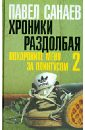 ПАВЕЛ САНАЕВ
ХРОНИКИ
РАЗДОЛБАЯ
ПОХОРОНИТЕ МЕНЯ
ЗА ПЛИНТУСОМ 2